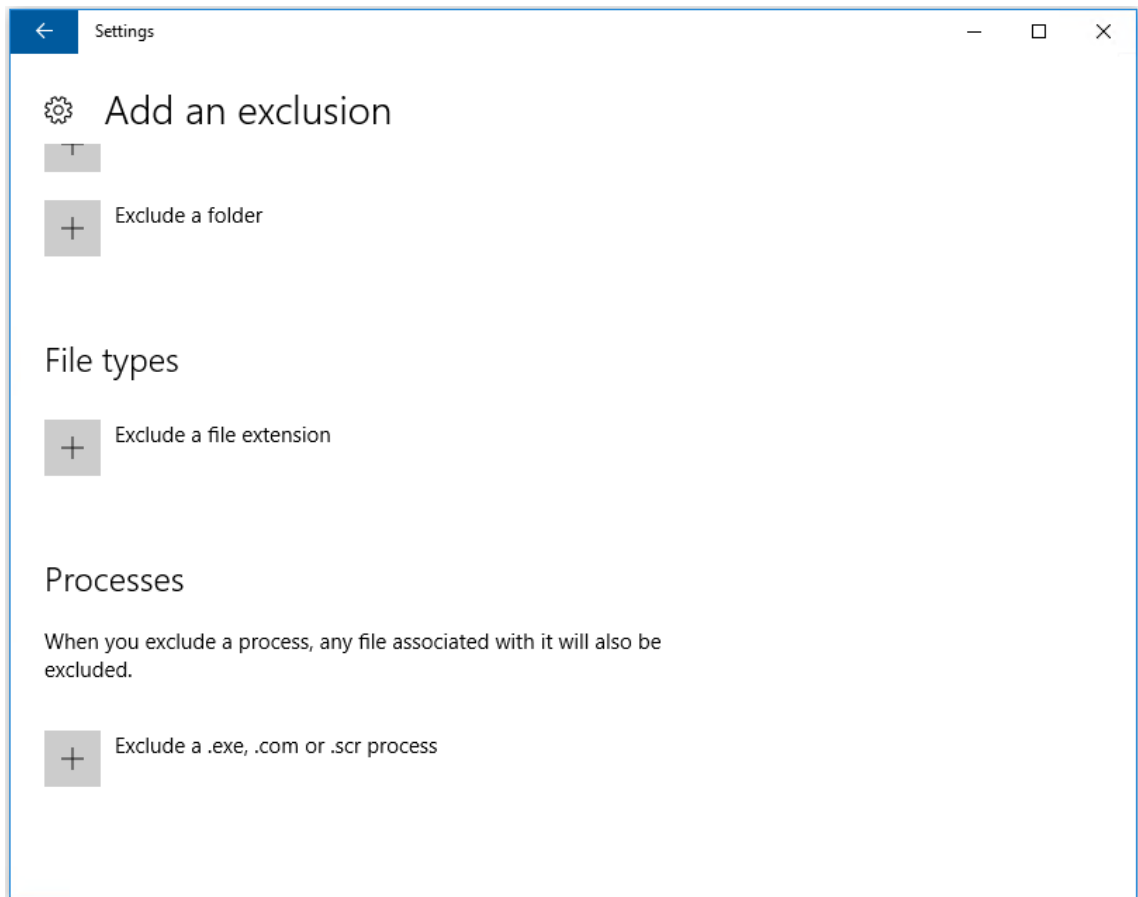 Settings
Add an exclusion
Exclude a folder
File types
Exclude a file extension
Processes
When you exclude a process, any file associated with it will also be
excluded.
Exclude a .exe, .com or .scr process